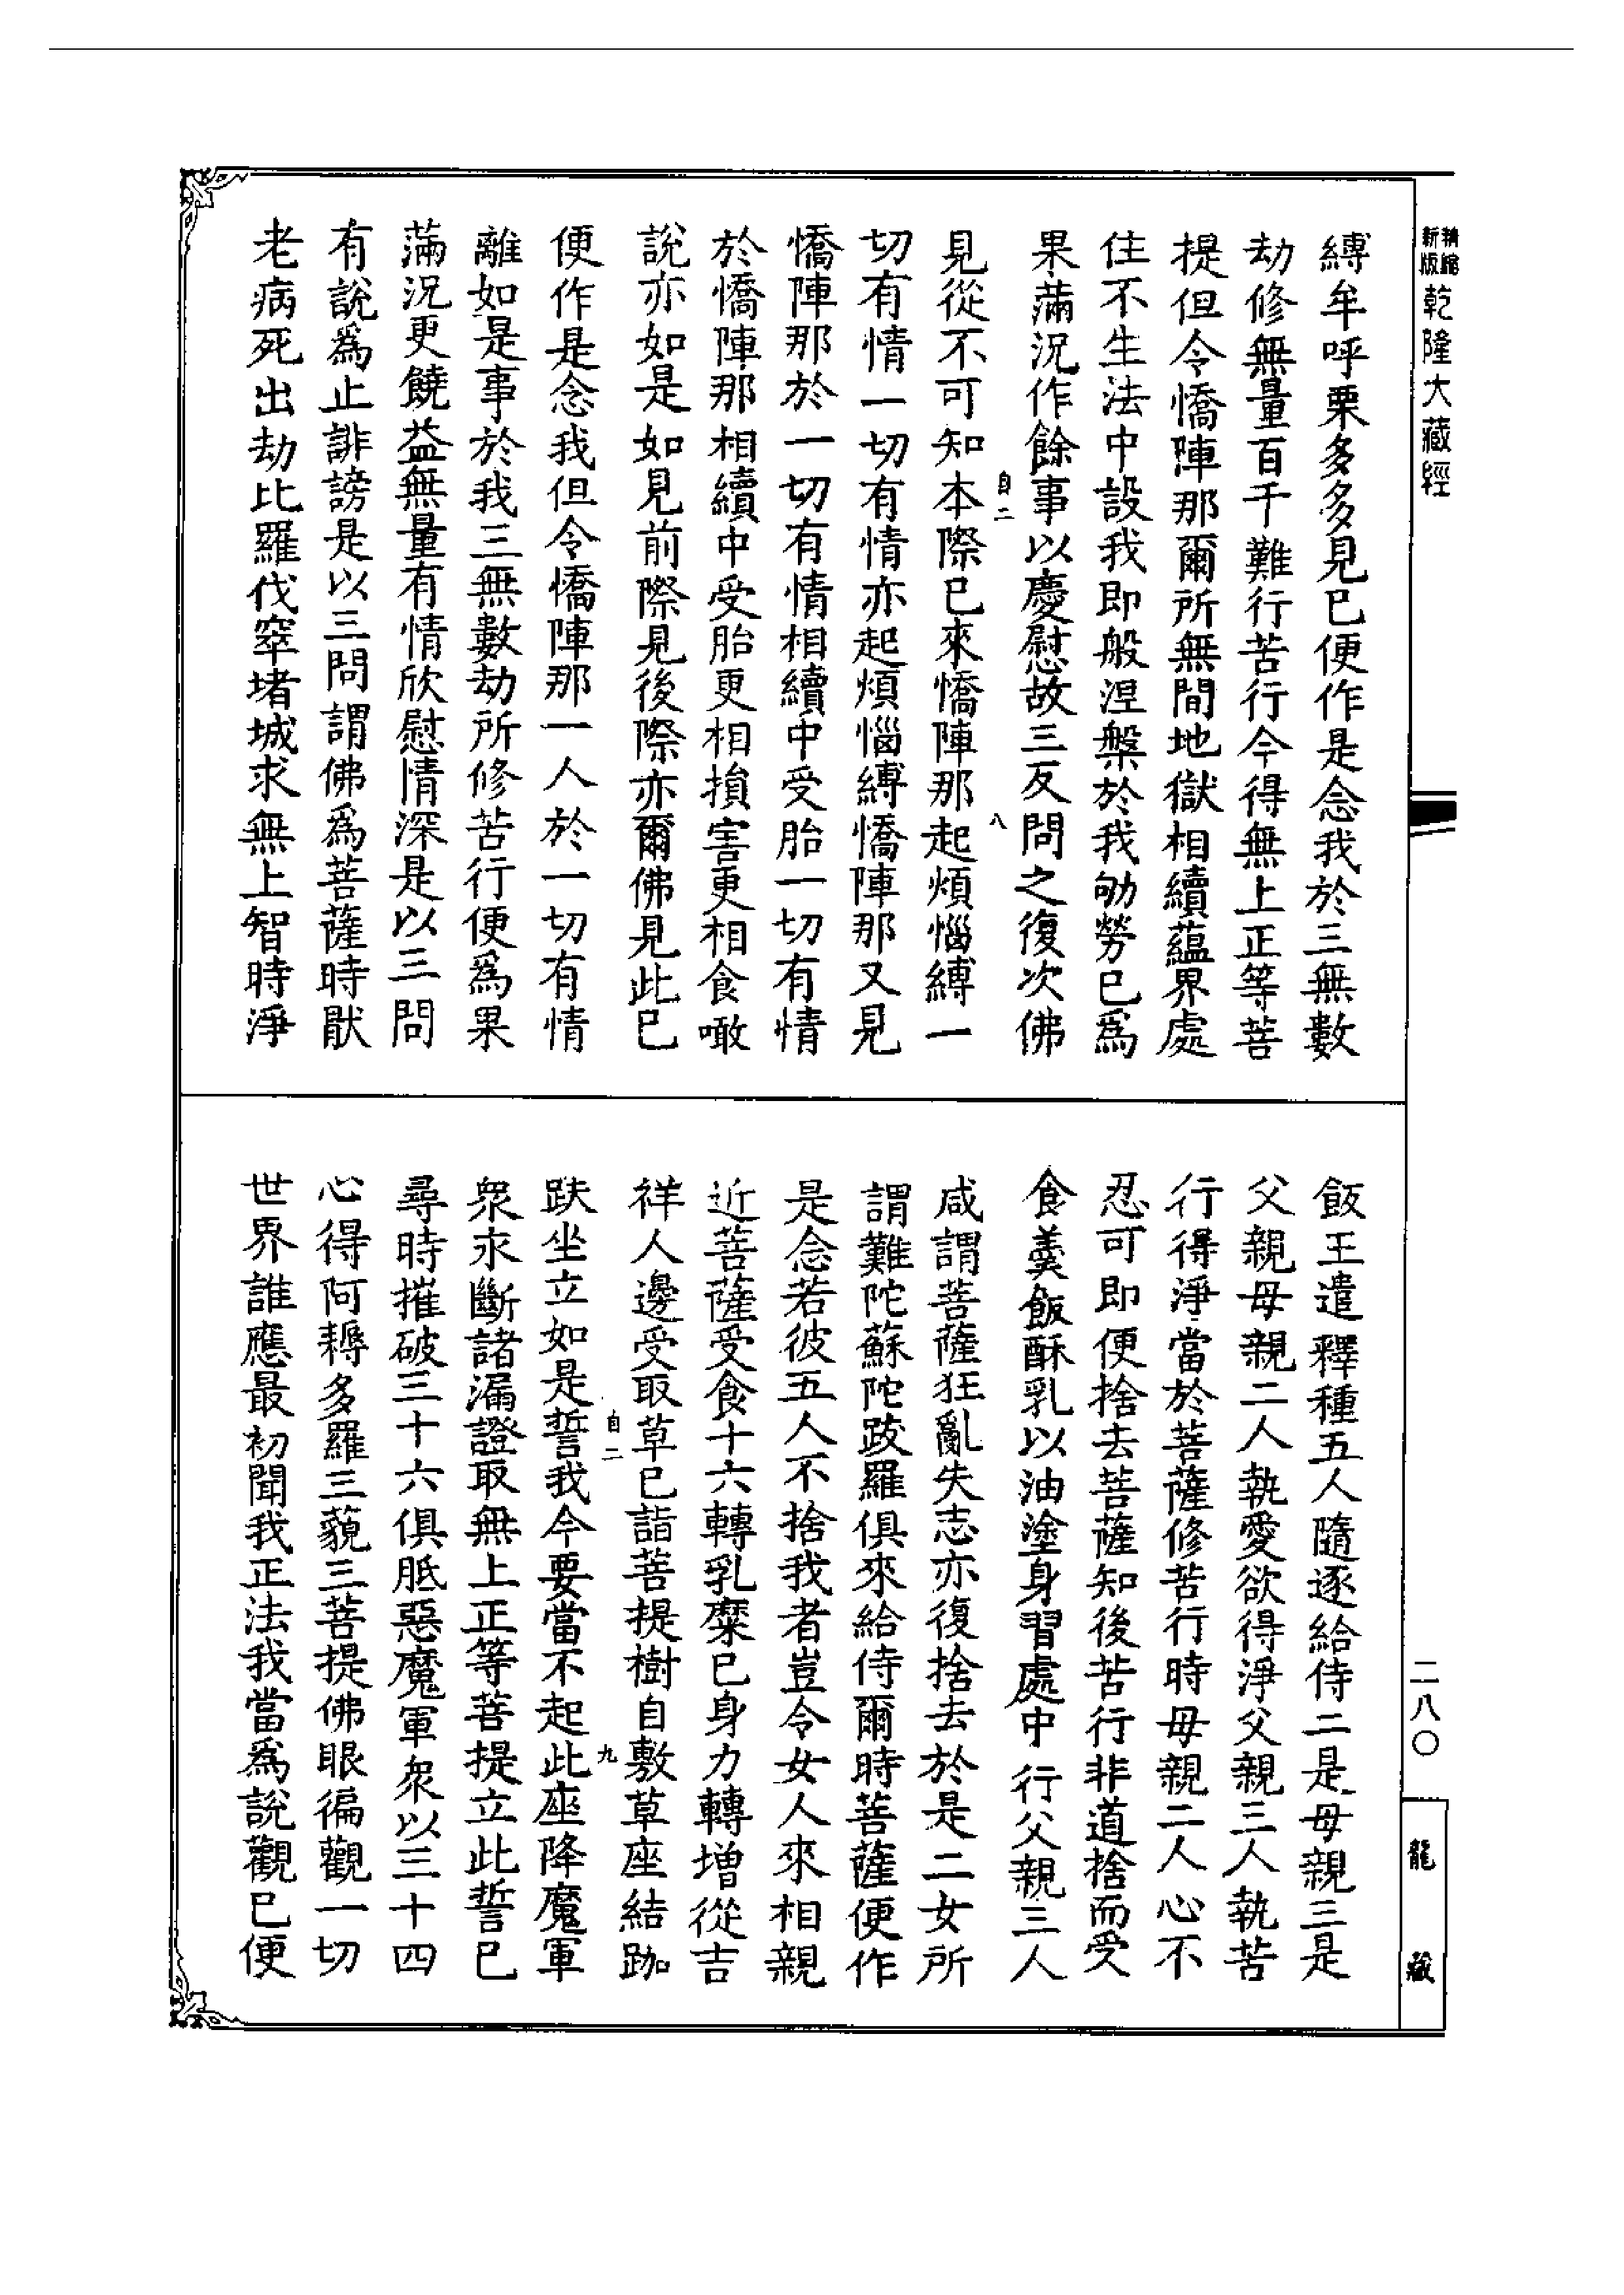 新版精縮乾隆大藏經
縛牟呼栗多多見已便作是念我於三無數
劫修無量百千難行苦行今得無上正等菩
提但令憍陣那爾所無間地獄相續蘊界處
住不生法中設我即般涅槃於我劬勞已為
果滿況作餘事以慶慰故三反問之復次佛
自二
八
見從不可知本際已來憍陣那起煩惱縛一
切有情一切有情亦起煩惱縛憍陣那又見
憍陣那於一切有情相續中受胎一切有情
於憍陣那相續中受胎更相損害更相食噉
說亦如是如見前際見後際亦爾佛見此已
便作是念我但令憍陣那一人於一切有情
離如是事於我三無數劫所修苦行便為果
滿況更饒益無量有情欣慰情深是以三問
有說為止誹謗是以三問謂佛為菩薩時猒
老病死出劫比羅伐窣堵城求無上智時淨
飯王遣釋種五人隨逐給侍二是母親三是
父親母親二人執愛欲得淨父親三人執苦
行得淨當於菩薩修苦行時母親二人心不
忍可即便捨去菩薩知後苦行非道捨而受
食羹飯酥乳以油塗身習處中行父親三人
咸謂菩薩狂亂失志亦復捨去於是二女所
謂難陀蘇陀跋羅俱來給侍爾時菩薩便作
是念若彼五人不捨我者豈令女人來相親
近菩薩受食十六轉乳糜已身力轉增從吉
祥人邊受取草已詣菩提樹自敷草座結跏
自二
九
趺坐立如是誓我今要當不起此座降魔軍
衆求斷諸漏證取無上正等菩提立此誓已
尋時摧破三十六俱胝惡魔軍衆以三十四
心得阿耨多羅三藐三菩提佛眼徧觀一切
世界誰應最初聞我正法我當為說觀已便
二八〇
龍藏